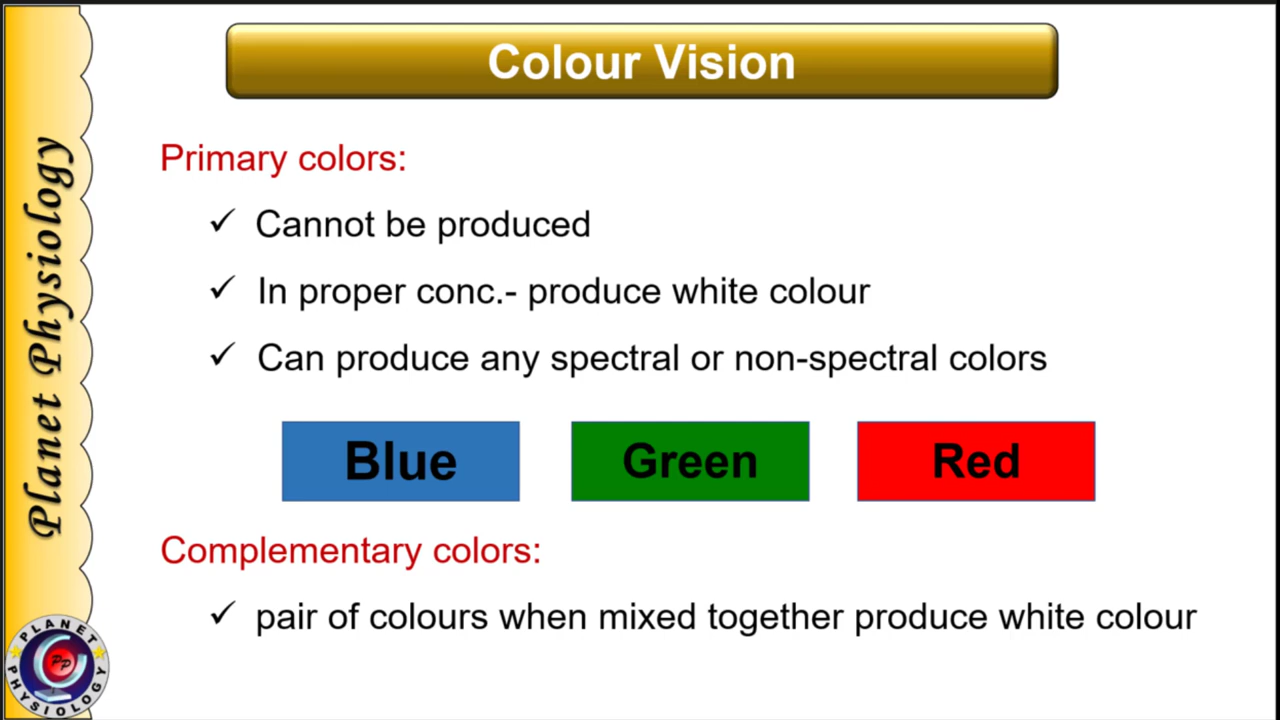 Colour Vision
Primary colors:
✓ Cannot be produced
✓ In proper conc.- produce white colour
✓ Can produce any spectral or non-spectral colors
Blue Green Red
Complementary colors:
✓ pair of colours when mixed together produce white colour
Planet Physiology
PLANET PHYSIOLOGY
PP